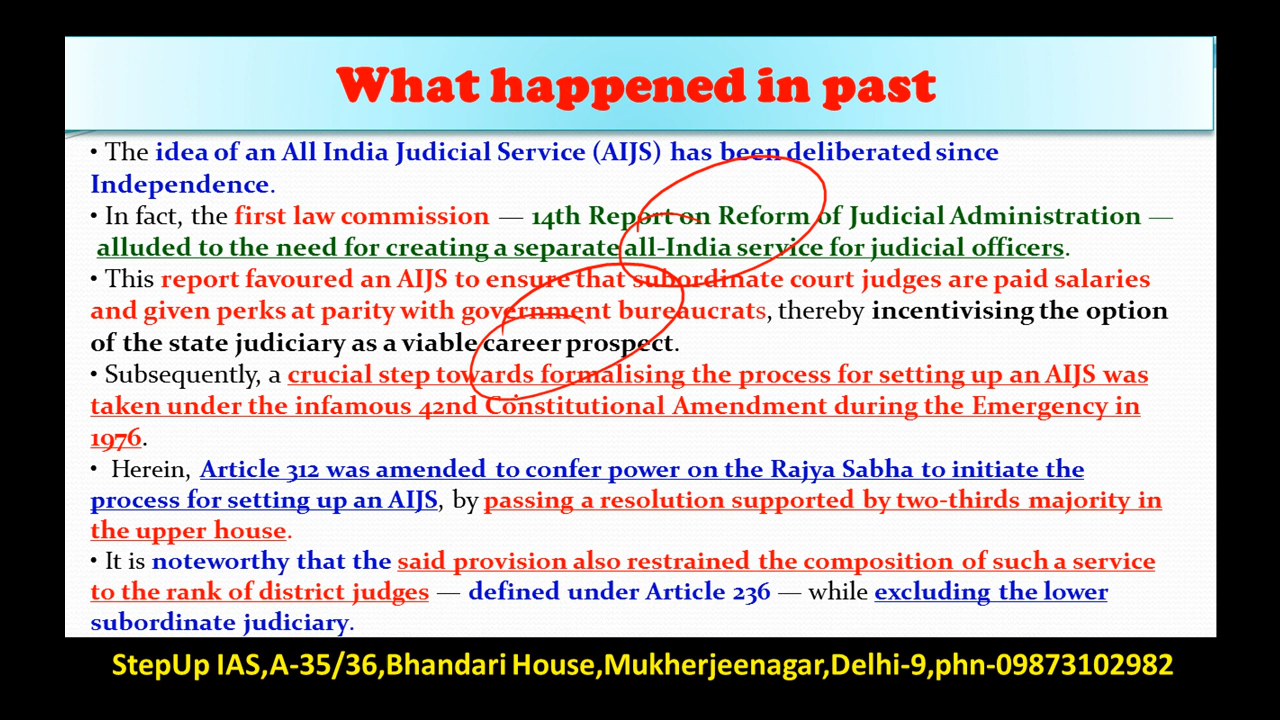 What happened in past
• The idea of an All India Judicial Service (AIJS) has been deliberated since
Independence.
• In fact, the first law commission — 14th Report on Reform of Judicial Administration —
alluded to the need for creating a separate all-India service for judicial officers.
• This report favoured an AIJS to ensure that subordinate court judges are paid salaries
and given perks at parity with government bureaucrats, thereby incentivising the option
of the state judiciary as a viable career prospect.
• Subsequently, a crucial step towards formalising the process for setting up an AIJS was
taken under the infamous 42nd Constitutional Amendment during the Emergency in
1976.
• Herein, Article 312 was amended to confer power on the Rajya Sabha to initiate the
process for setting up an AIJS, by passing a resolution supported by two-thirds majority in
the upper house.
• It is noteworthy that the said provision also restrained the composition of such a service
to the rank of district judges — defined under Article 236 — while excluding the lower
subordinate judiciary.
StepUp IAS,A-35/36,Bhandari House,Mukherjeenagar,Delhi-9,phn-09873102982